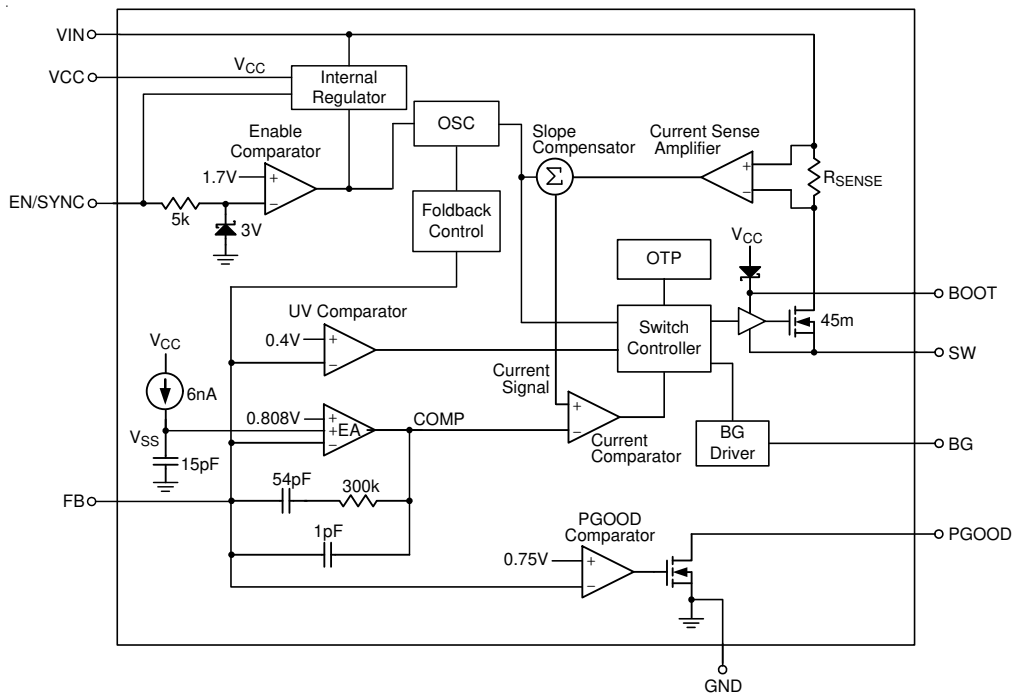 VIN
VCC
VCC
Internal
Regulator
Enable
Comparator
1.7V
+
−
EN/SYNC
5k
3V
OSC
Foldback
Control
Slope
Compensator
Σ
Current Sense
Amplifier
+
−
RSENSE
VCC
OTP
BOOT
45m
SW
Switch
Controller
UV Comparator
0.4V
+
−
VCC
6nA
VSS
15pF
0.808V
+
+EA
−
COMP
Current
Signal
+
−
Current
Comparator
BG
Driver
BG
FB
54pF
300k
1pF
PGOOD
Comparator
0.75V
+
−
PGOOD
GND